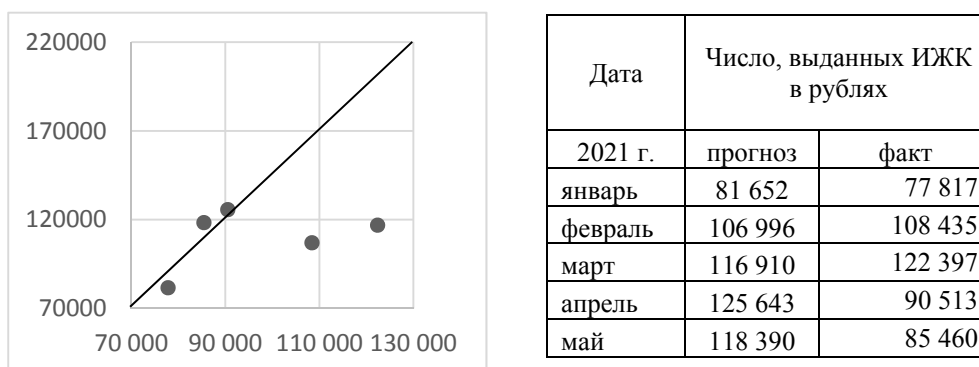 220000
170000
120000
70000
70 000 90 000 110 000 130 000
Дата
Число, выданных ИЖК
в рублях
2021 г. прогноз факт
январь 81 652 77 817
февраль 106 996 108 435
март 116 910 122 397
апрель 125 643 90 513
май 118 390 85 460